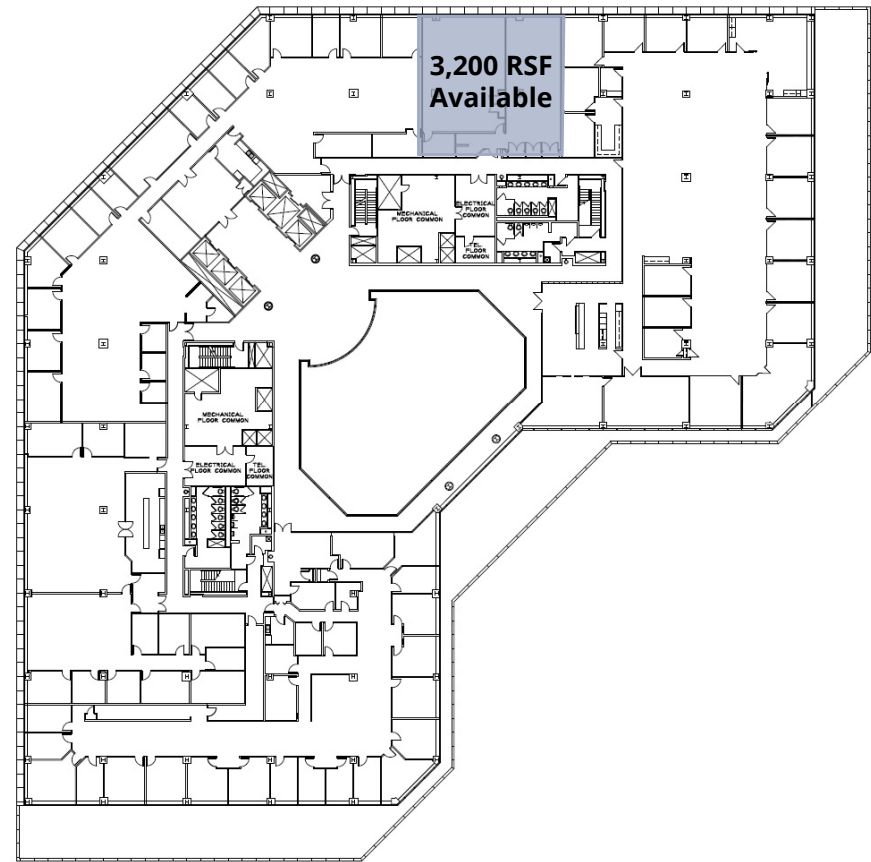 3,200 RSF
Available
MECHANICAL
FLOOR COMMON
ELECTRICAL
FLOOR
COMMON
TEL
FLOOR
COMMON
MECHANICAL
FLOOR COMMON
ELECTRICAL
FLOOR COMMON
TEL
FLOOR
COMMON